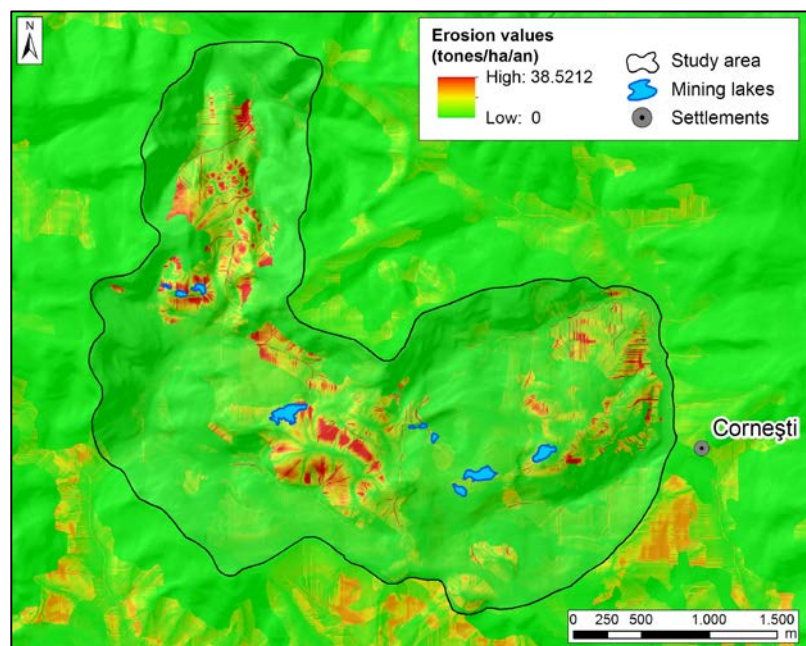 N
Erosion values
(tones/ha/an)
High: 38.5212
Low: 0
Study area
Mining lakes
Settlements
Corneşti
0 250 500 1.000 1.500
m